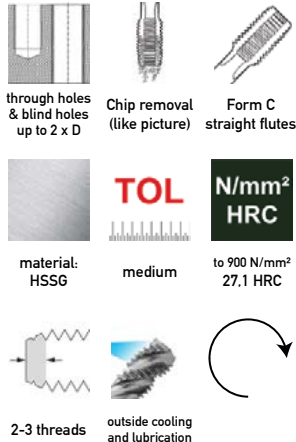 through holes
& blind holes
up to 2 x D
Chip removal
(like picture)
Form C
straight flutes
TOL
N/mm²
HRC
material:
HSSG
medium
to 900 N/mm²
27,1 HRC
2-3 threads
outside cooling
and lubrication